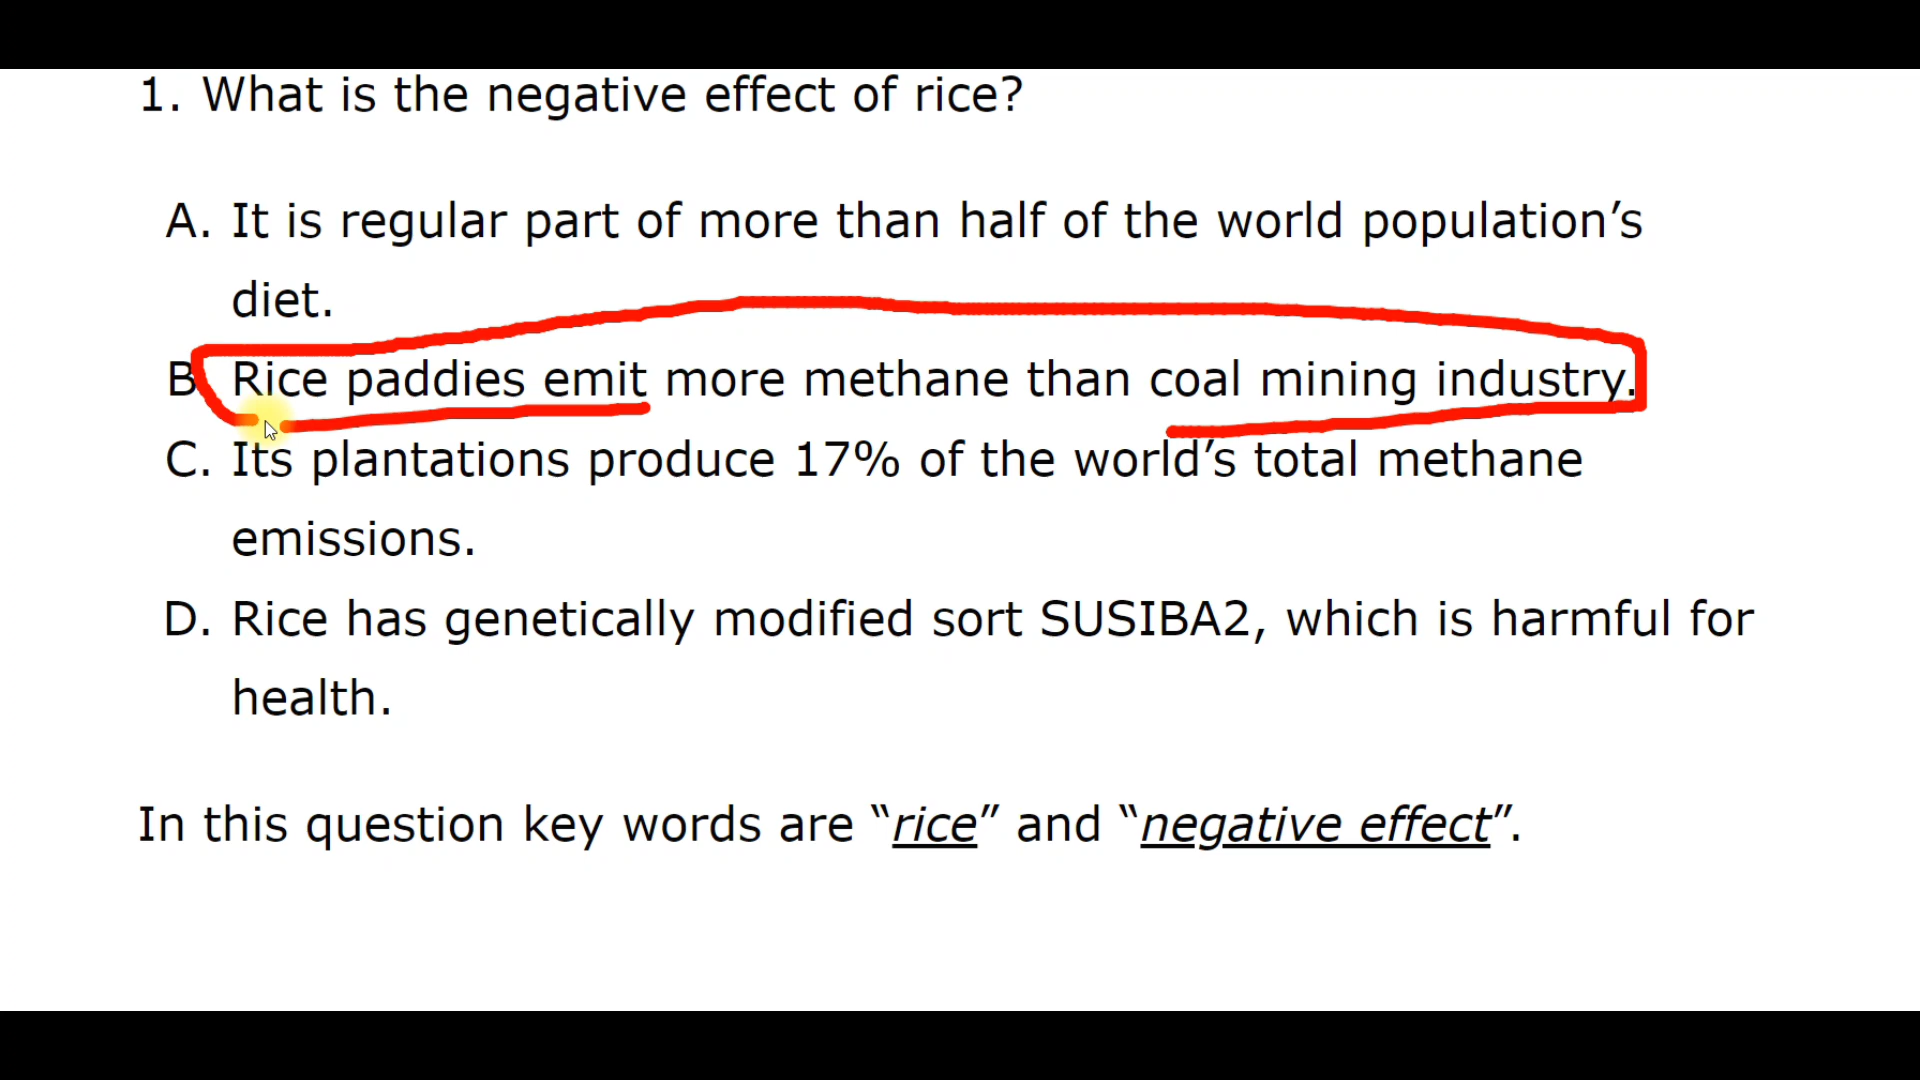 1. What is the negative effect of rice?
A. It is regular part of more than half of the world population’s
diet.
B. Rice paddies emit more methane than coal mining industry.
C. Its plantations produce 17% of the world’s total methane
emissions.
D. Rice has genetically modified sort SUSIBA2, which is harmful for
health.
In this question key words are “rice” and “negative effect”.